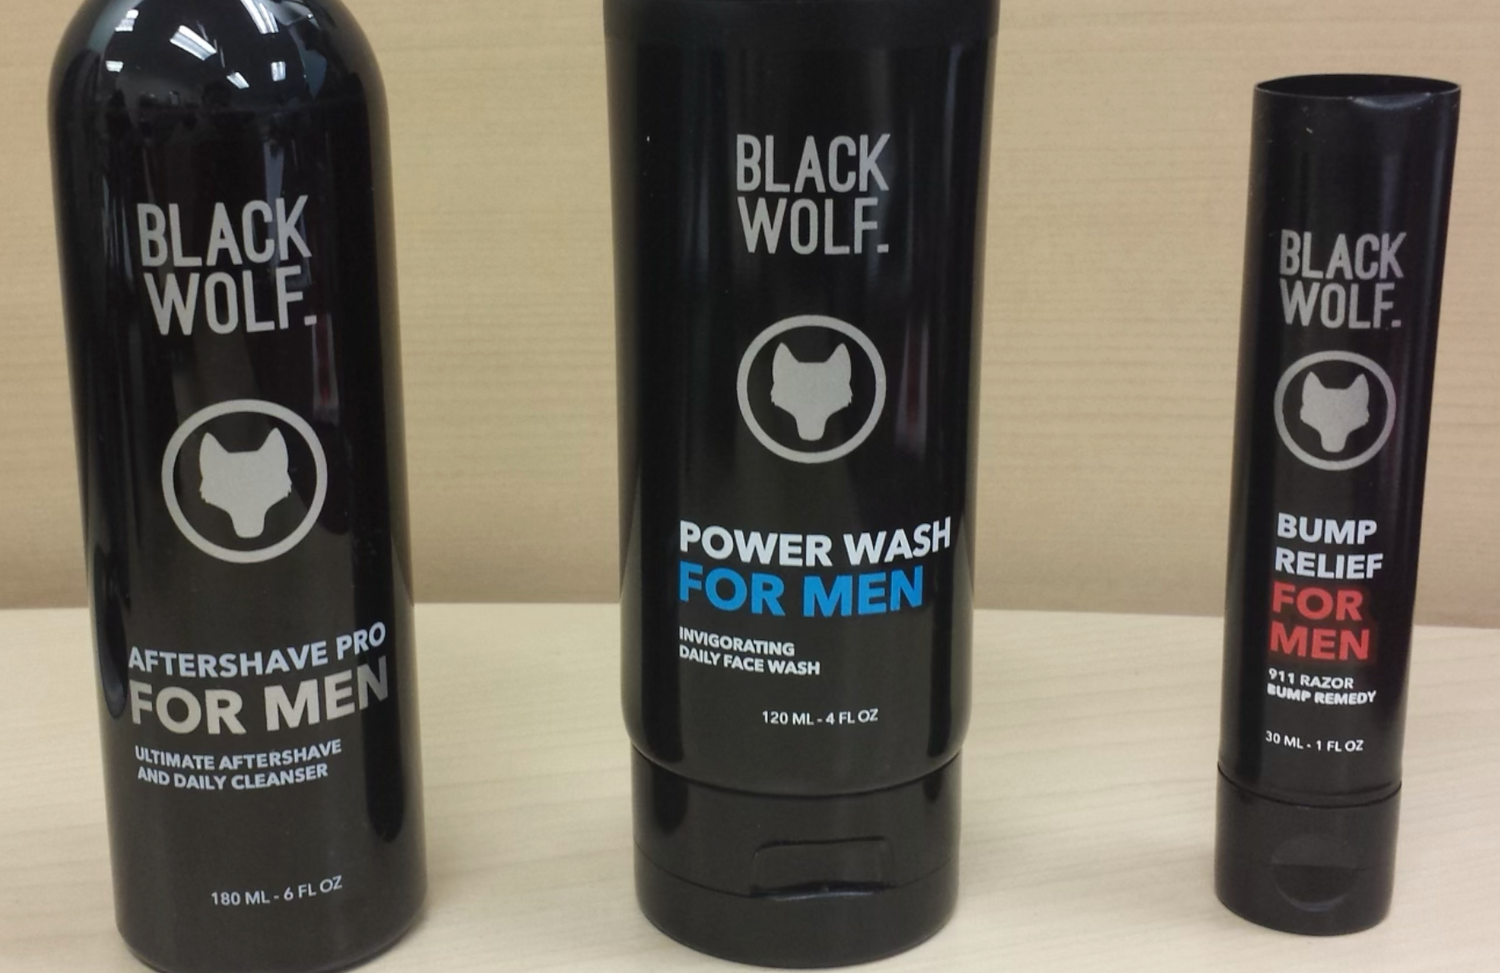 BLACK
WOLF
AFTERSHAVE PRO
FOR MEN
ULTIMATE AFTERSHAVE
AND DAILY CLEANSER
180 ML - 6 FL OZ
BLACK
WOLF
POWER WASH
FOR MEN
INVIGORATING
DAILY FACE WASH
120 ML - 4 FL OZ
BLACK
WOLF
BUMP
RELIEF
FOR
MEN
911 RAZOR
BUMP REMEDY
30 ML - 1 FL OZ